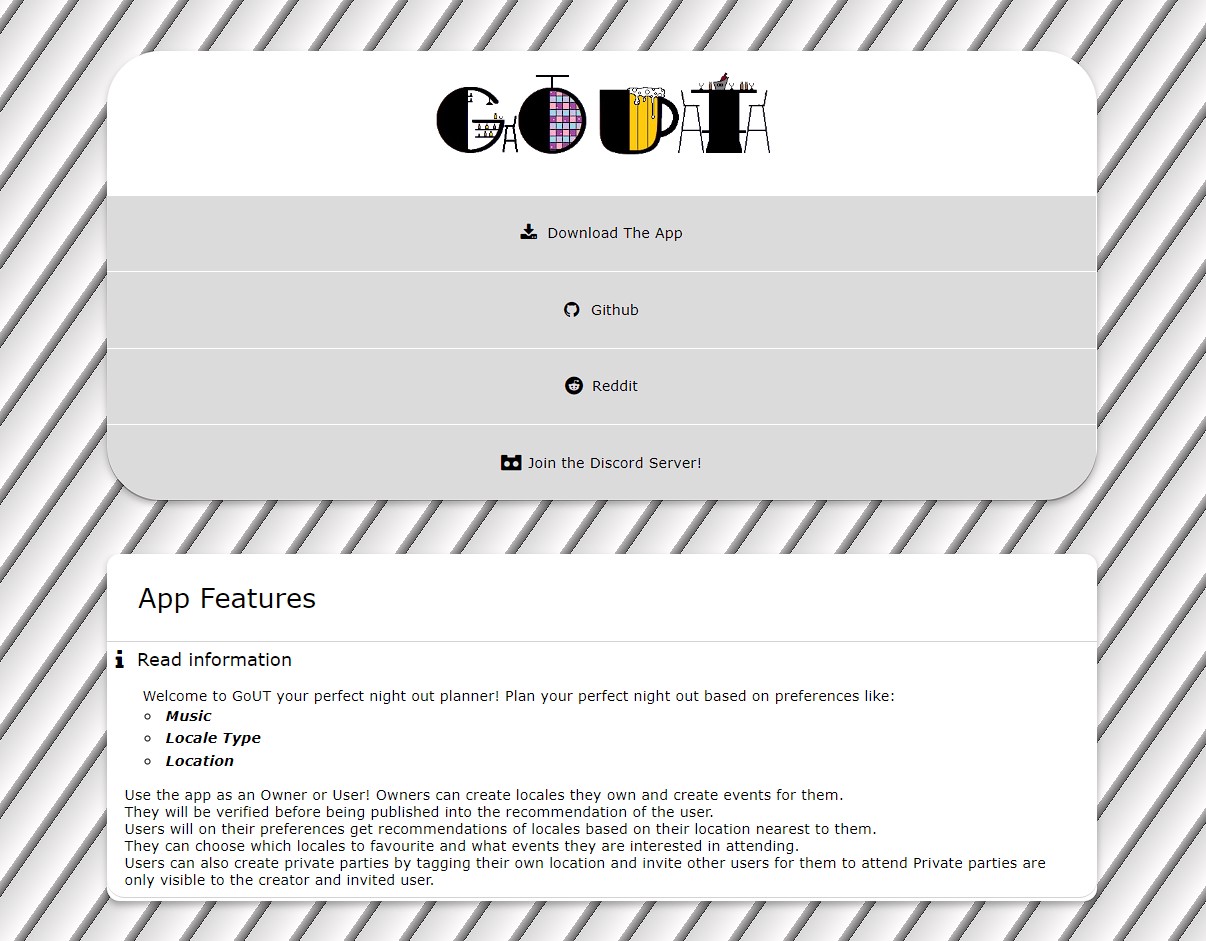 GOUT
Download The App
Github
Reddit
Join the Discord Server!
App Features
Read information
Welcome to GoUT your perfect night out planner! Plan your perfect night out based on preferences like:
Music
Locale Type
Location
Use the app as an Owner or User! Owners can create locales they own and create events for them.
They will be verified before being published into the recommendation of the user.
Users will on their preferences get recommendations of locales based on their location nearest to them.
They can choose which locales to favourite and what events they are interested in attending.
Users can also create private parties by tagging their own location and invite other users for them to attend Private parties are
only visible to the creator and invited user.